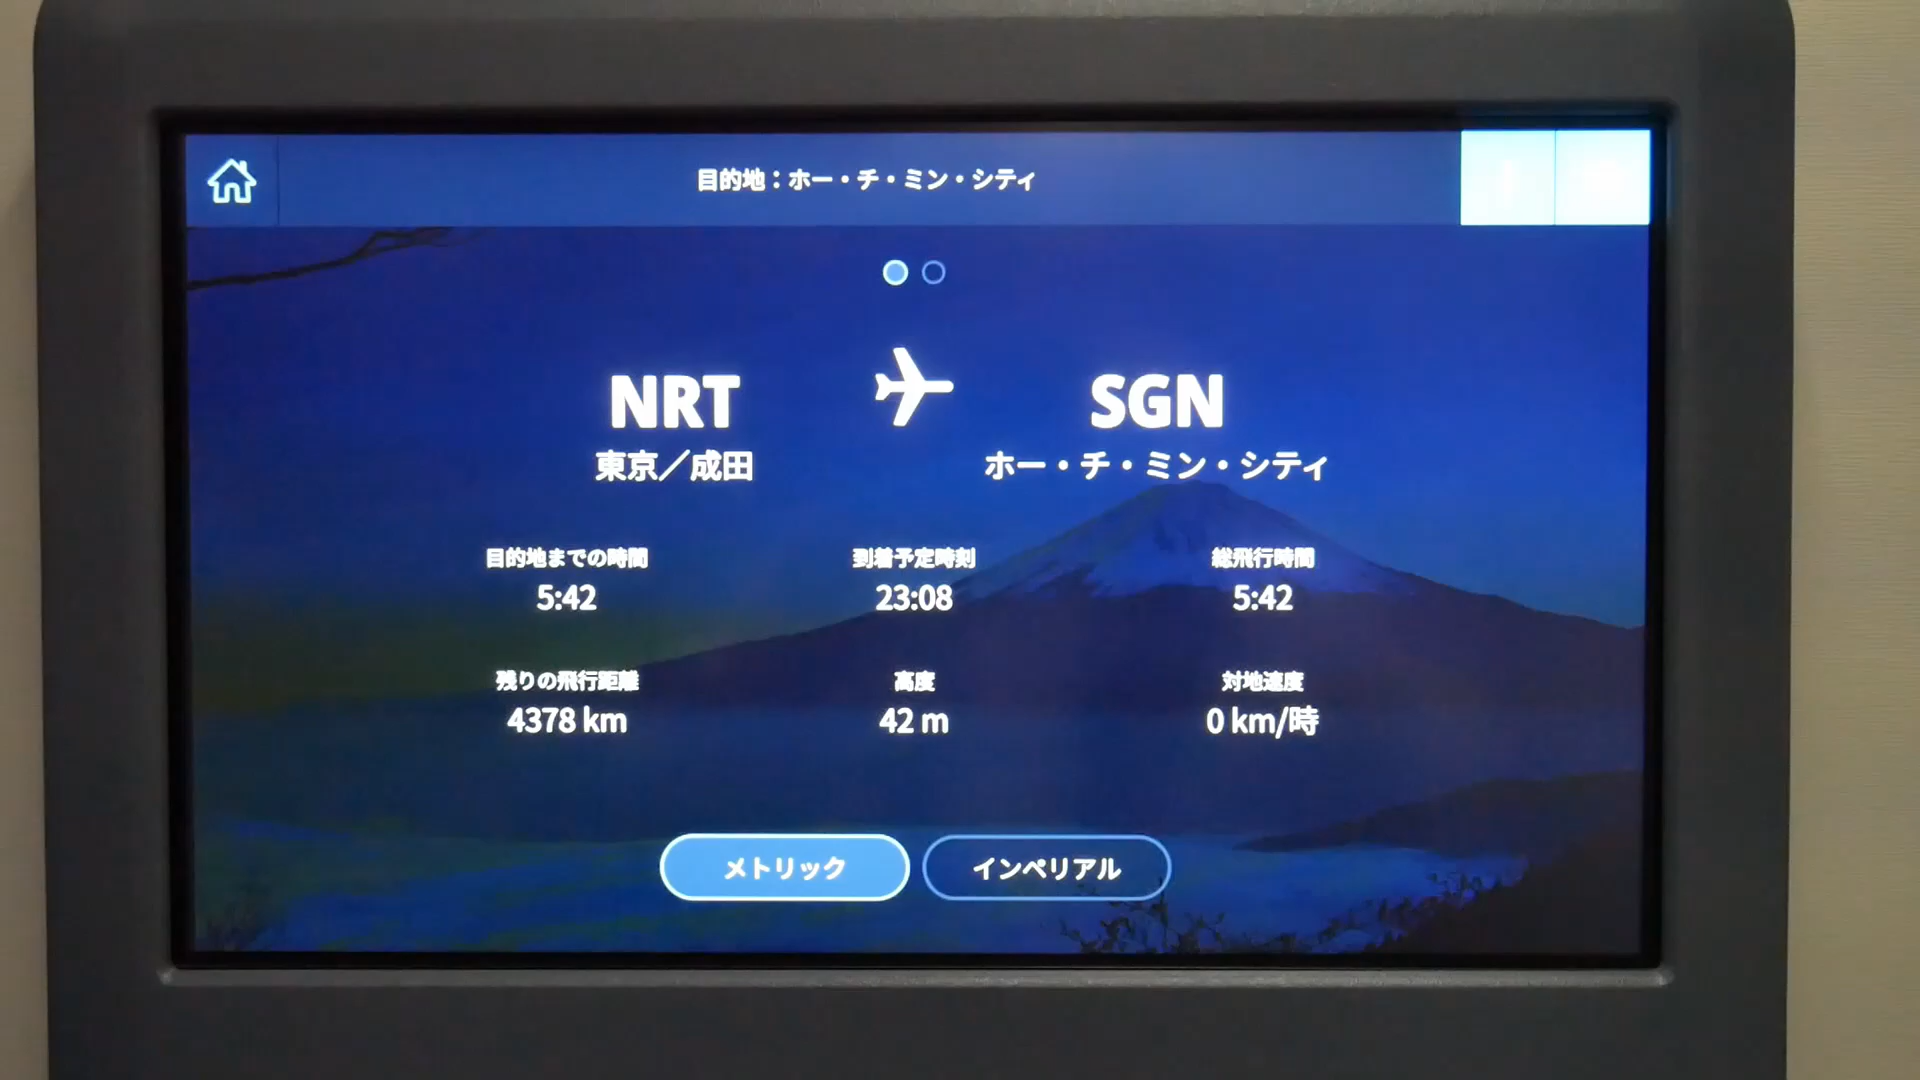 目的地：ホー・チ・ミン・シティ
NRT
SGN
東京／成田
ホー・チ・ミン・シティ
目的地までの時間
到着予定時刻
総飛行時間
5:42
23:08
5:42
残りの飛行距離
高度
対地速度
4378 km
42 m
0 km/時
メトリック
インペリアル